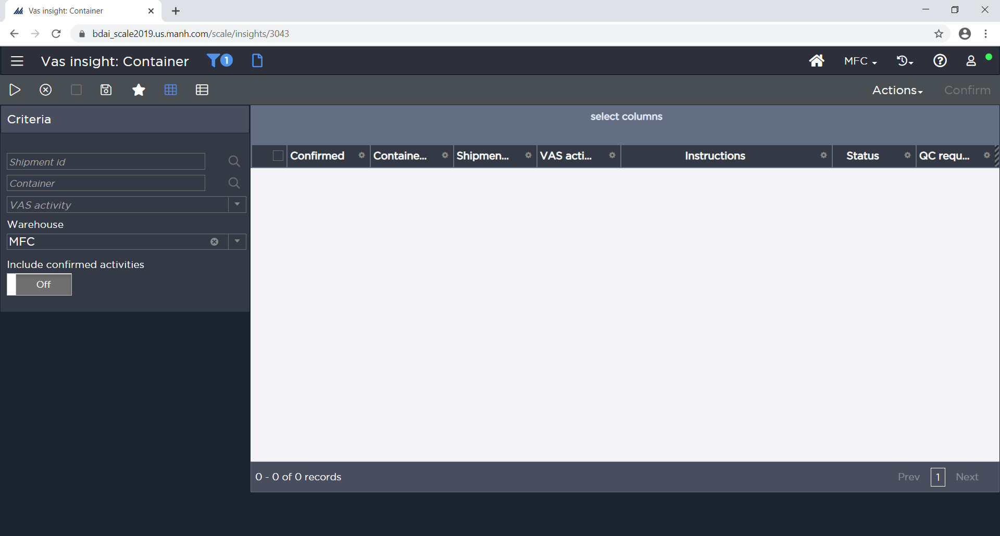 Vas insight: Container
bdai_scale2019.us.manh.com/scale/insights/3043
Vas insight: Container
1
MFC
Actions
Confirm
Criteria
select columns
Confirmed
Containe...
Shipmen...
VAS acti...
Instructions
Status
QC requ...
Shipment id
Container
VAS activity
Warehouse
MFC
Include confirmed activities
Off
0 - 0 of 0 records
Prev
1
Next